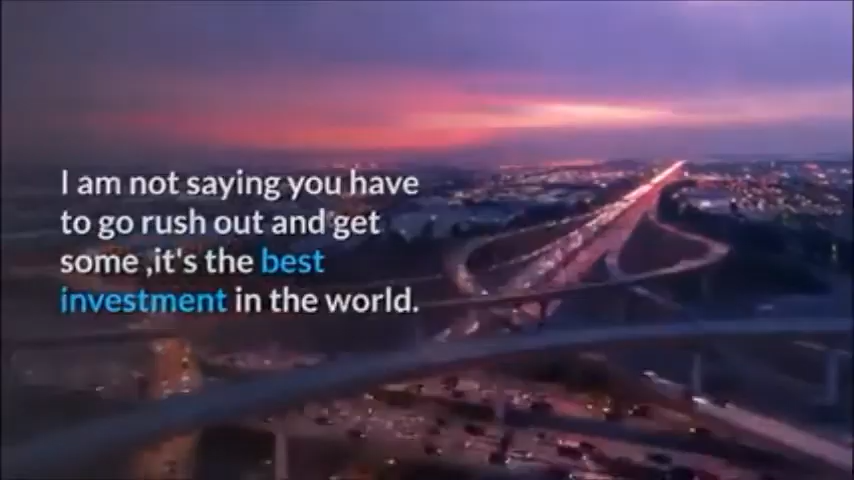 I am not saying you have
to go rush out and get
some ,it's the best
investment in the world.